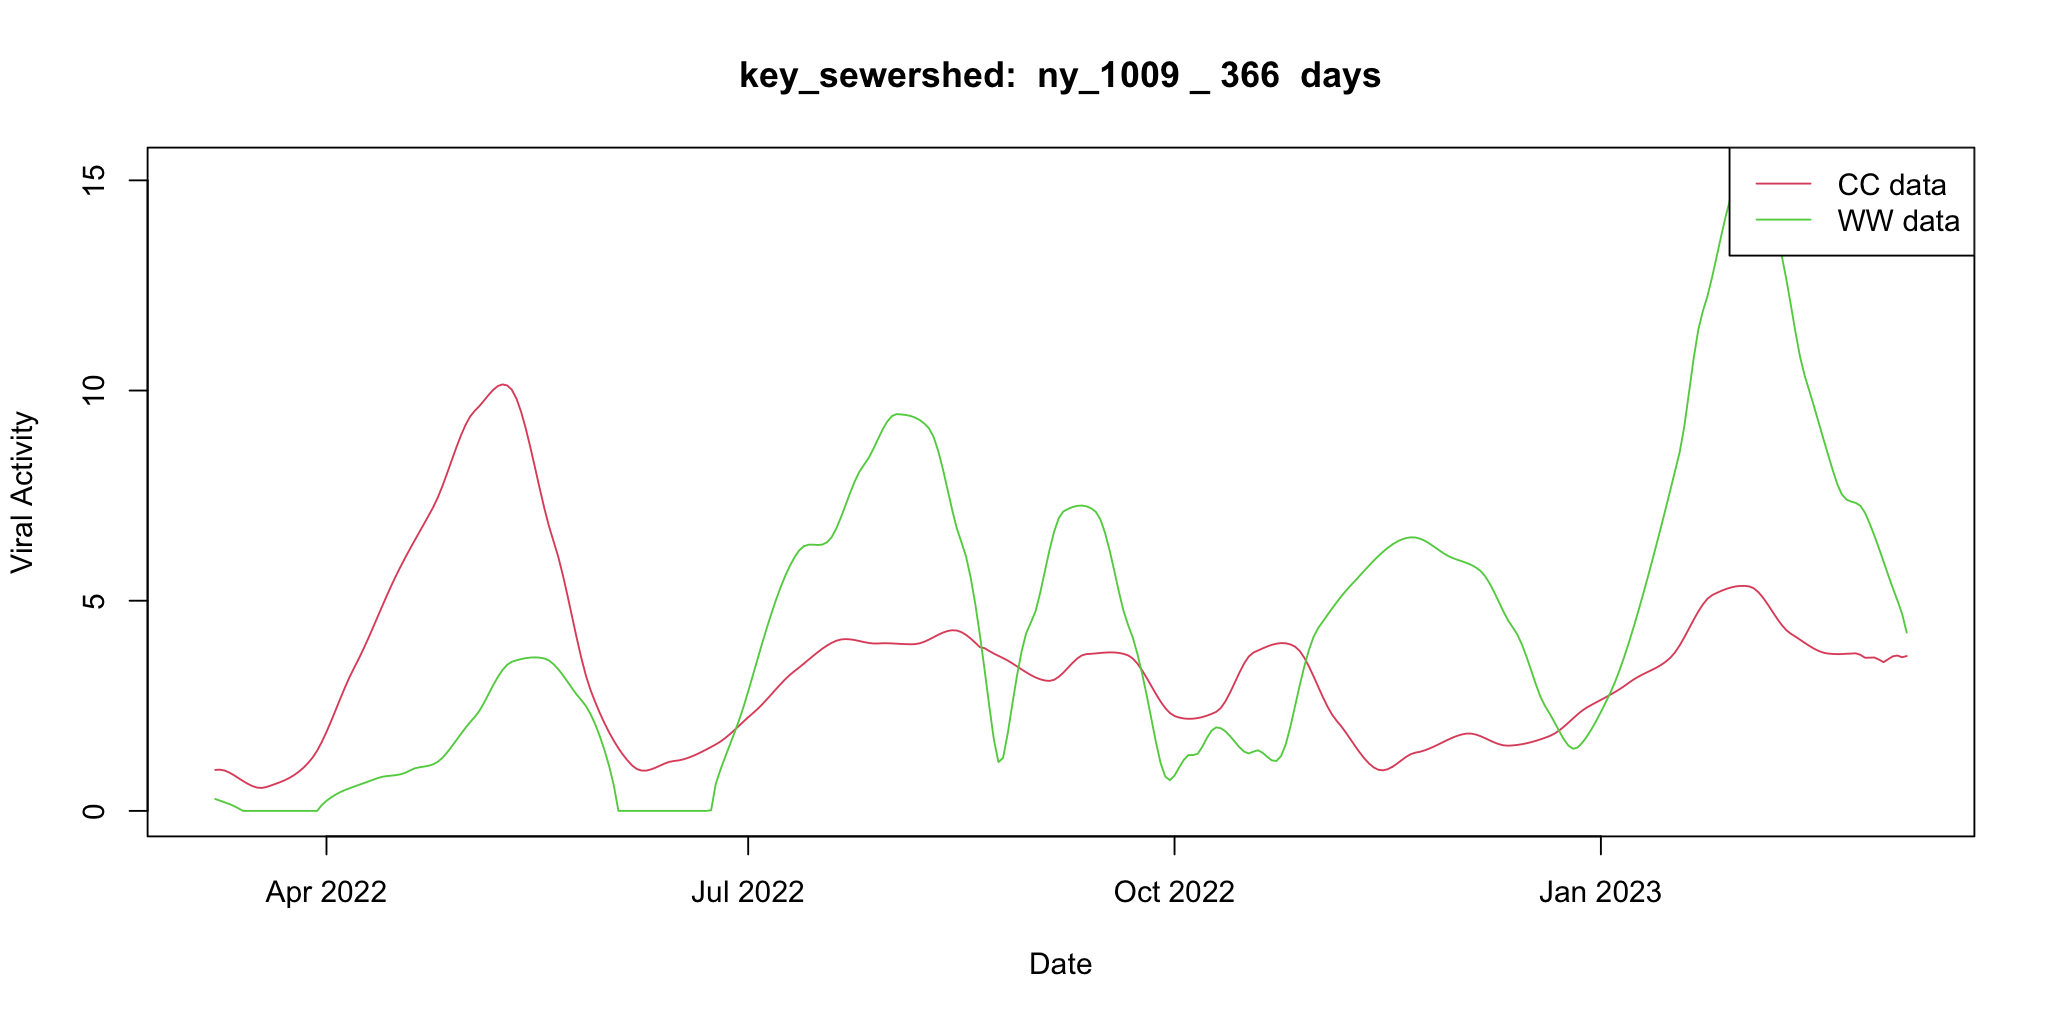 key_sewershed:  ny_1009 _ 366  days
15
10
5
0
Viral Activity
CC data
WW data
Apr 2022
Jul 2022
Oct 2022
Jan 2023
Date